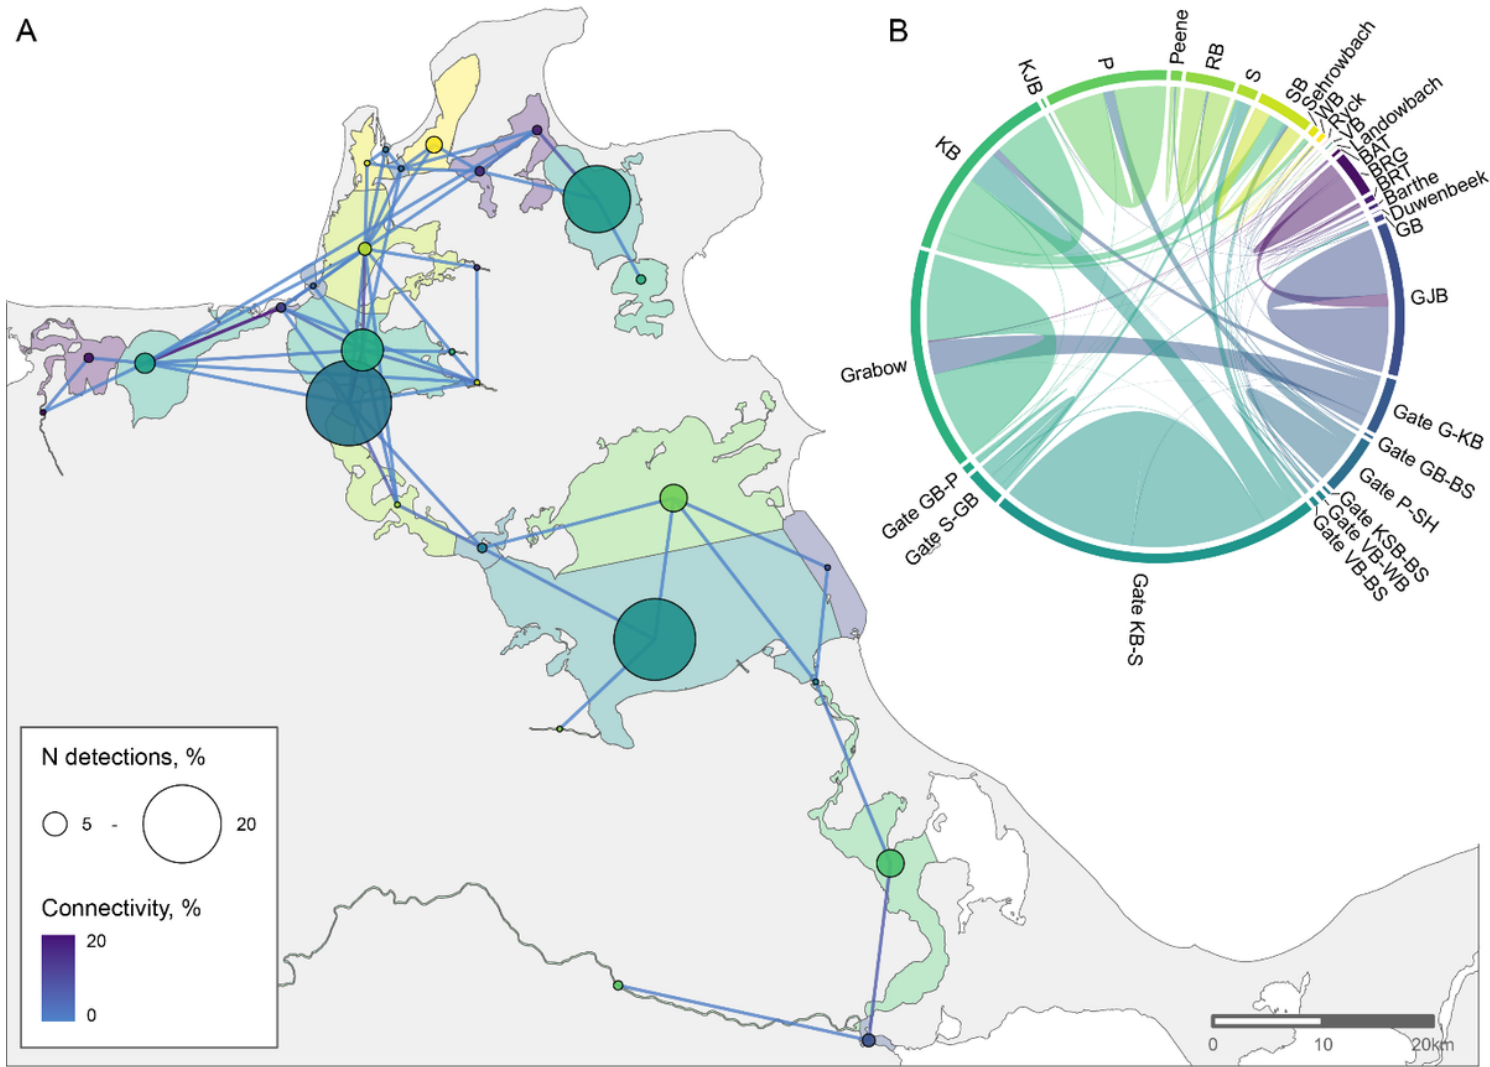 A
B
KJB
P
Peene
RB
S
SB
Sehrowbach
WB
Ryck
VB
Landowbach
BAT
BRG
BRT
Barthe
Duwenbeek
GB
GJB
Gate G-KB
Gate GB-BS
Gate P-SH
Gate KSB-BS
Gate VB-WB
Gate VB-BS
Gate KB-S
Gate S-GB
Gate GB-P
Grabow
KB
N detections, %
5 - 20
Connectivity, %
20
0
0 10 20km